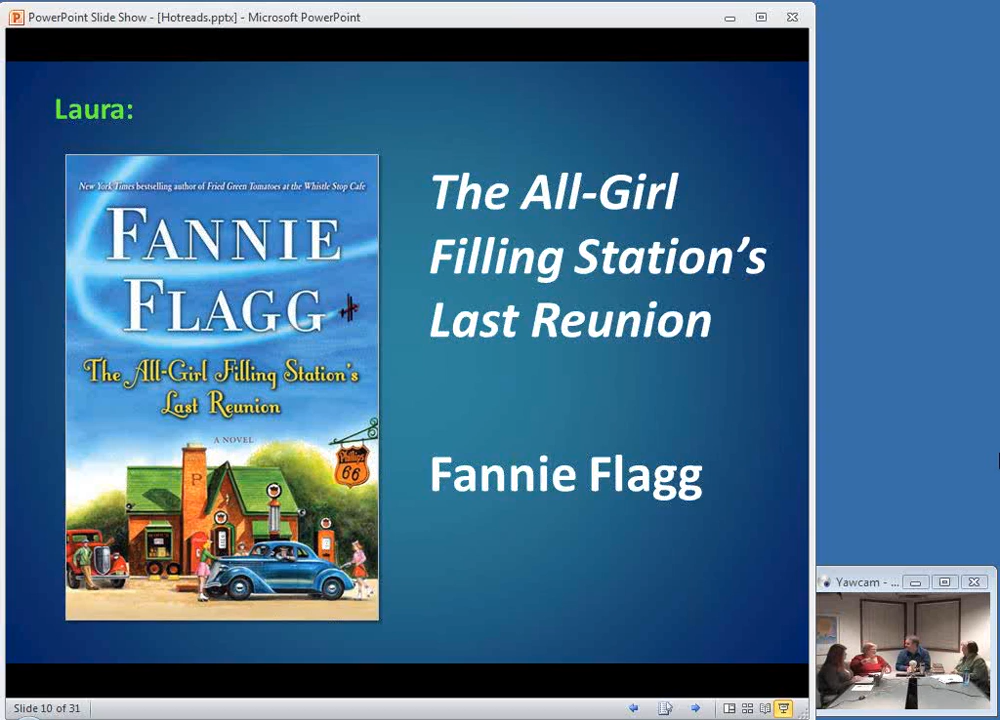 PowerPoint Slide Show - [Hotreads.pptx] - Microsoft PowerPoint
Laura:
New York Times bestselling author of Fried Green Tomatoes at the Whistle Stop Cafe
FANNIE
FLAGG
The All-Girl Filling Station's
Last Reunion
A NOVEL
P
66
The All-Girl
Filling Station's
Last Reunion
Fannie Flagg
Yawcam - ...
Slide 10 of 31